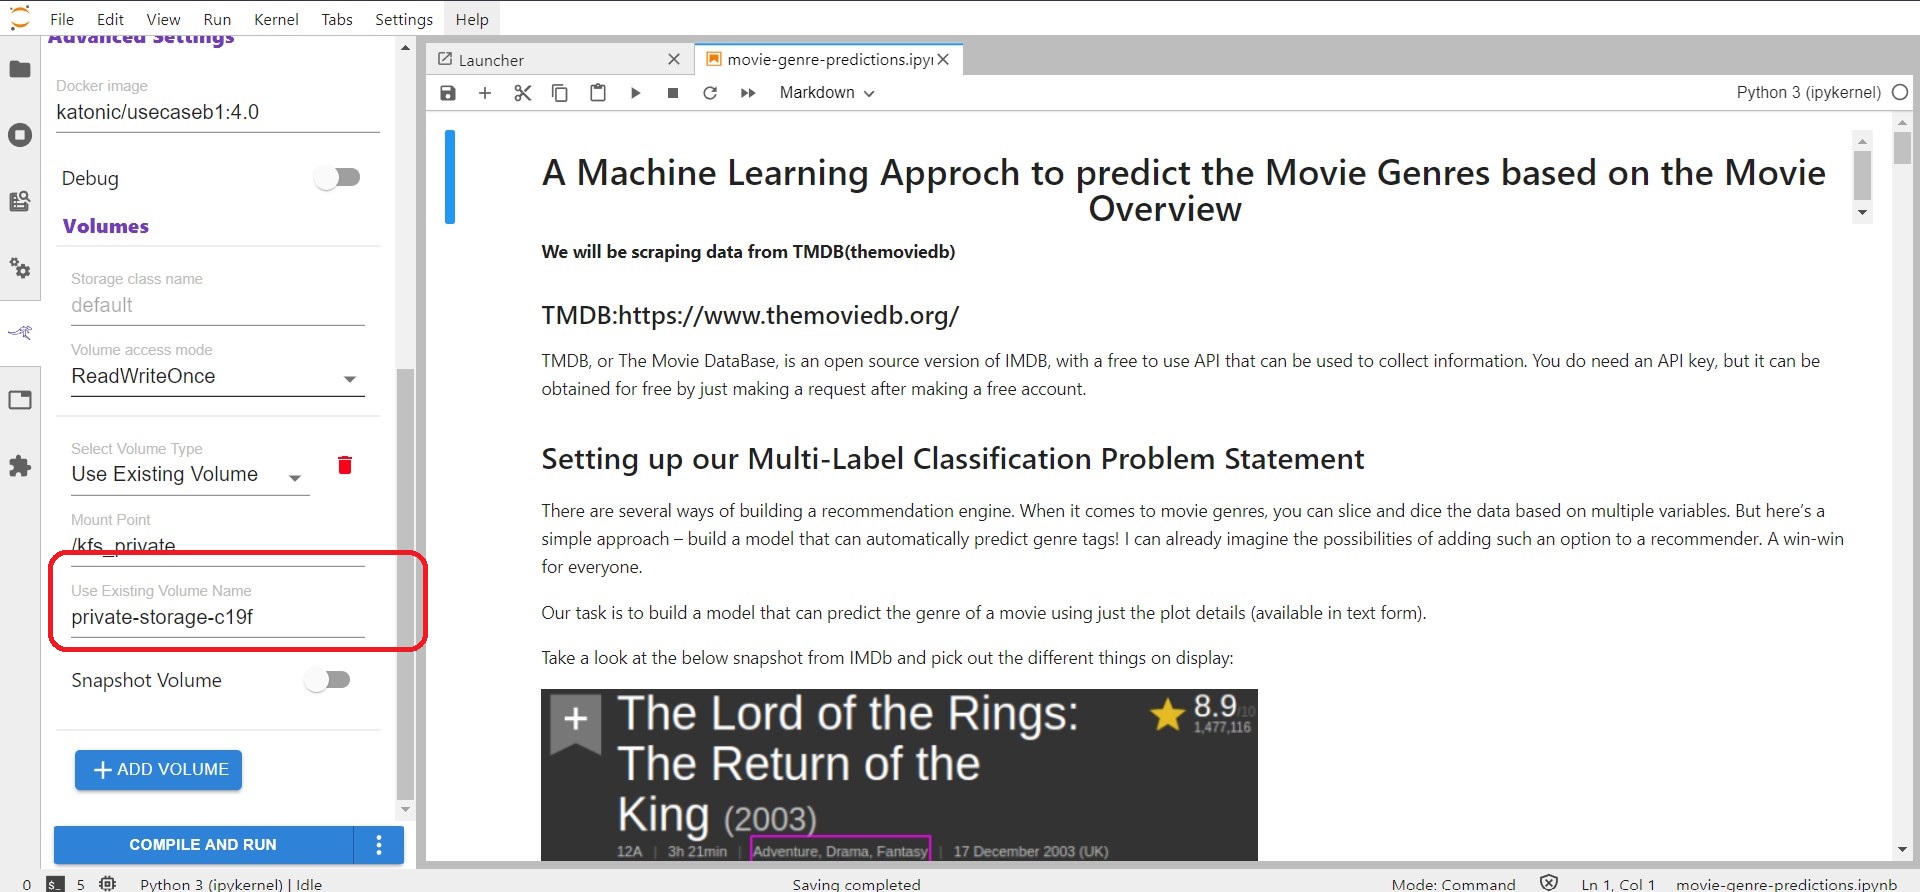 File Edit View Run Kernel Tabs Settings Help
Advanced Settings
Docker image
katonic/usecaseb1:4.0
Debug
Volumes
Storage class name
default
Volume access mode
ReadWriteOnce
Select Volume Type
Use Existing Volume
Mount Point
/kfs_private
Use Existing Volume Name
private-storage-c19f
Snapshot Volume
+ ADD VOLUME
COMPILE AND RUN
Launcher
movie-genre-predictions.ipyn
Markdown
Python 3 (ipykernel)
A Machine Learning Approch to predict the Movie Genres based on the Movie
Overview
We will be scraping data from TMDB(themoviedb)
TMDB:https://www.themoviedb.org/
TMDB, or The Movie DataBase, is an open source version of IMDB, with a free to use API that can be used to collect information. You do need an API key, but it can be
obtained for free by just making a request after making a free account.
Setting up our Multi-Label Classification Problem Statement
There are several ways of building a recommendation engine. When it comes to movie genres, you can slice and dice the data based on multiple variables. But here’s a
simple approach – build a model that can automatically predict genre tags! I can already imagine the possibilities of adding such an option to a recommender. A win-win
for everyone.
Our task is to build a model that can predict the genre of a movie using just the plot details (available in text form).
Take a look at the below snapshot from IMDb and pick out the different things on display:
The Lord of the Rings:
The Return of the
King (2003)
8.9/10
1,477,116
12A | 3h 21min | Adventure, Drama, Fantasy | 17 December 2003 (UK)
0 $_ 5 Python 3 (ipykernel) | Idle
Saving completed
Mode: Command Ln 1, Col 1 movie-genre-predictions.ipynb